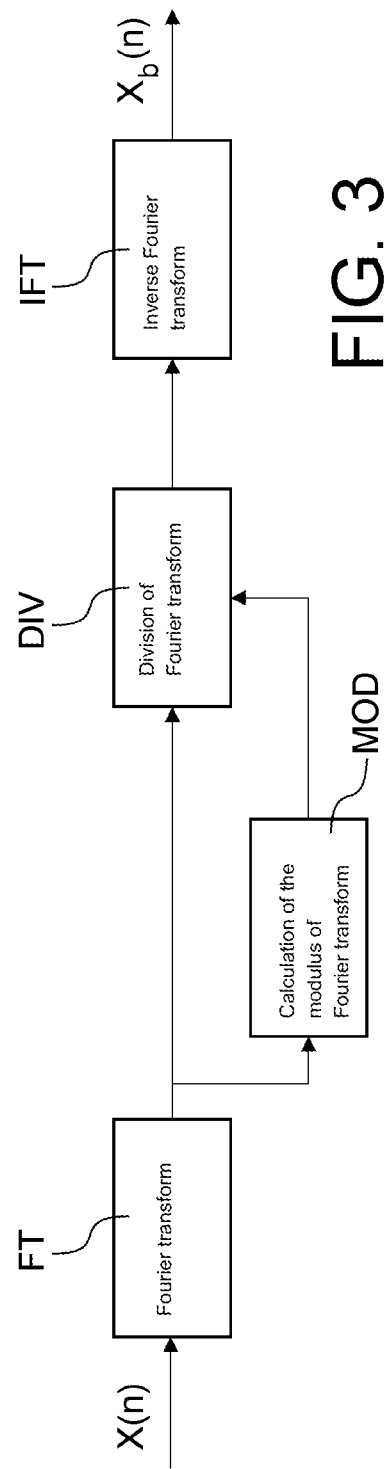 X(n)
FT
Fourier transform
Calculation of the
modulus of
Fourier transform
MOD
DIV
Division of
Fourier transform
IFT
Inverse Fourier
transform
X_b(n)
FIG. 3